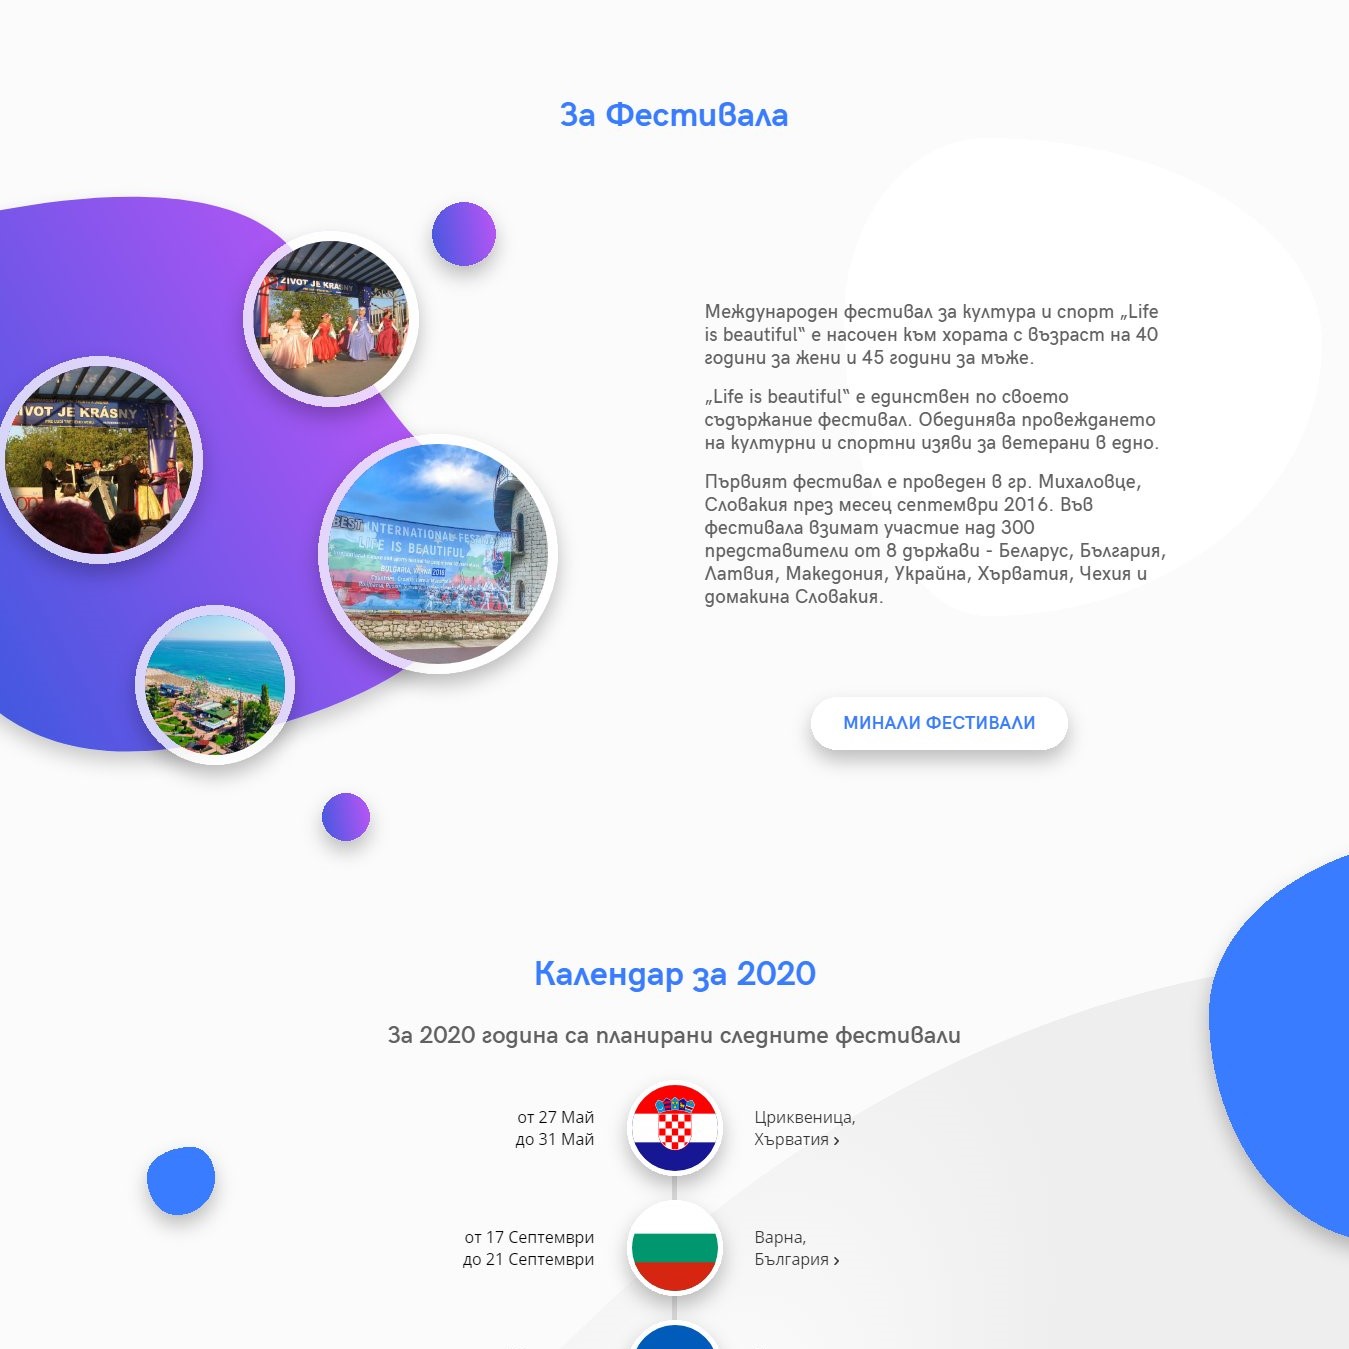 За Фестивала
ŽIVOT JE KRÁSNY
Международен фестивал за култура и спорт „Life
is beautiful“ е насочен към хората с възраст на 40
години за жени и 45 години за мъже.
„Life is beautiful“ е единствен по своето
съдържание фестивал. Обединява провеждането
на културни и спортни изяви за ветерани в едно.
IVOT JE KRÁSNY
BEST INTERNATIONAL FESTIVAL
LIFE IS BEAUTIFUL
BULGARIA, VARNA 2018
Първият фестивал е проведен в гр. Михаловце,
Словакия през месец септември 2016. Във
фестивала взимат участие над 300
представители от 8 държави - Беларус, България,
Латвия, Македония, Украйна, Хърватия, Чехия и
домакина Словакия.
МИНАЛИ ФЕСТИВАЛИ
Календар за 2020
За 2020 година са планирани следните фестивали
от 27 Май
до 31 Май
Цриквеница,
Хърватия ›
от 17 Септември
до 21 Септември
Варна,
България ›